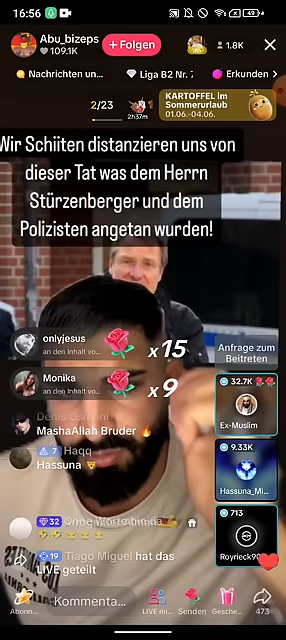 16:56
49
Abu_bizeps
109.1K
+ Folgen
1.8K
Nachrichten un...
Liga B2 Nr. 7
Erkunden >
2/23
2h37m
KARTOFFEL im
Sommerurlaub
01.06.-04.06.
Wir Schiiten distanzieren uns von
dieser Tat was dem Herrn
Stürzenberger und dem
Polizisten angetan wurden!
onlyjesus
an den Inhalt vo...
x15
Anfrage zum
Beitreten
Monika
an den Inhalt vo...
x9
32.7K
Ex-Muslim
MashaAllah Bruder
7 Haqq
Hassuna
9.33K
Hassuna_Mi...
713
Royrieck90
32
19 Tiago Miguel hat das
LIVE geteilt
Abonn...
Kommenta...
LIVE mi...
Senden
Gesche...
473